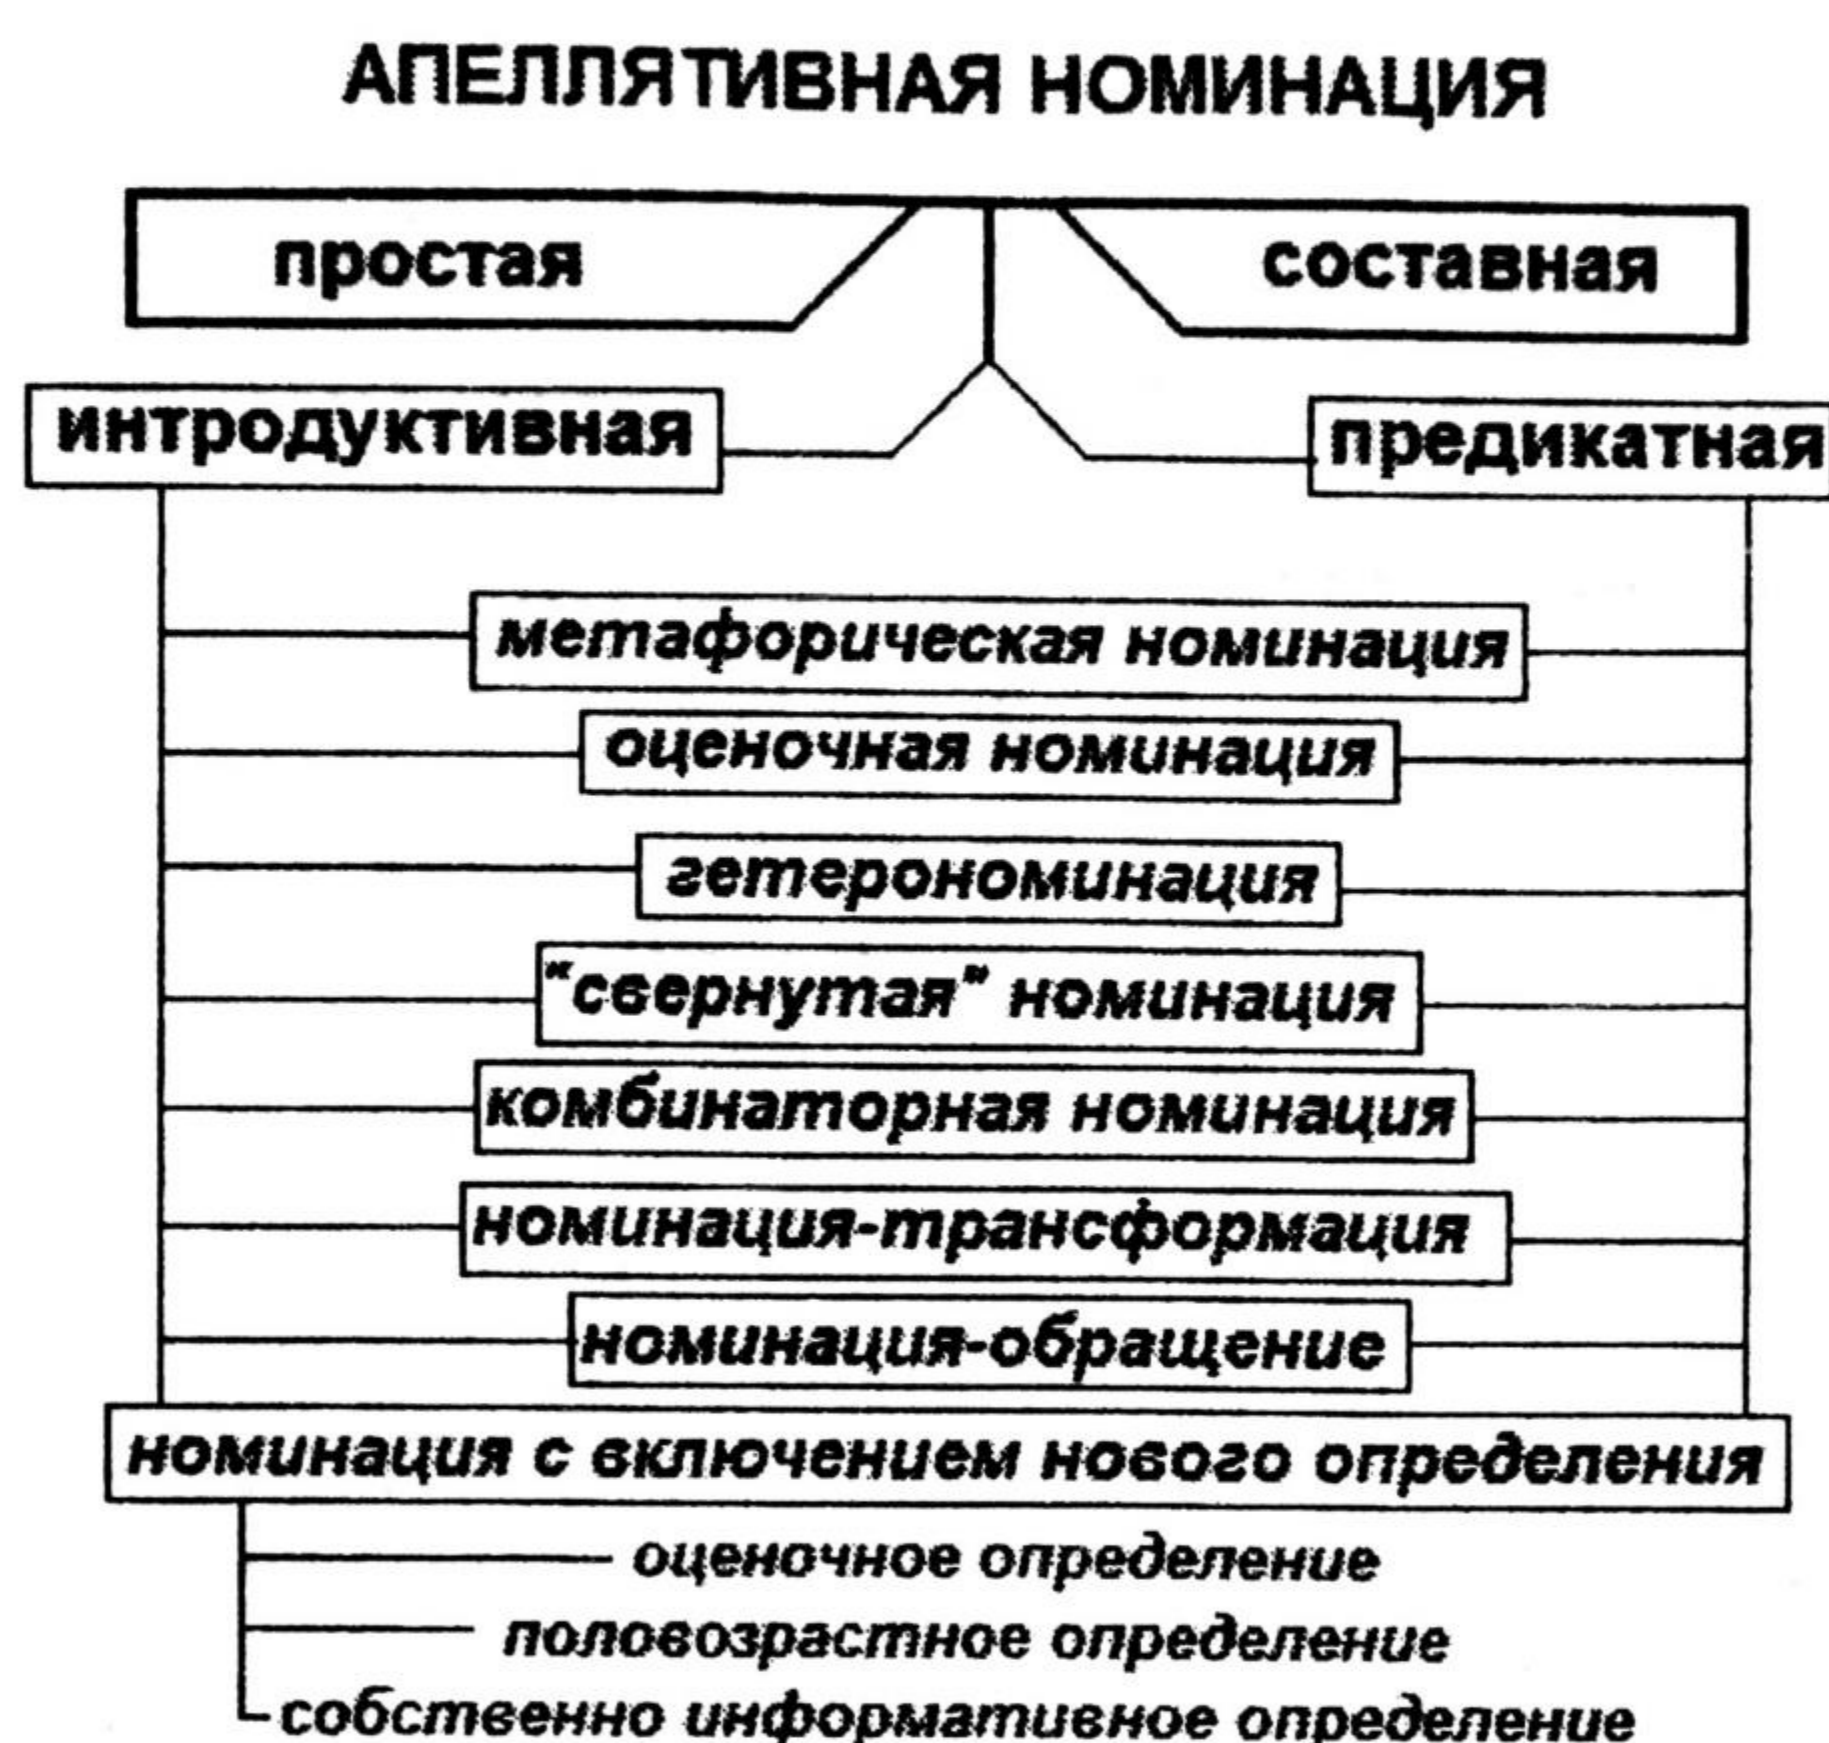 АПЕЛЛЯТИВНАЯ НОМИНАЦИЯ
простая
составная
интродуктивная
предикатная
метафорическая номинация
оценочная номинация
гетерономинация
"свернутая" номинация
комбинаторная номинация
номинация-трансформация
номинация-обращение
номинация с включением нового определения
оценочное определение
половозрастное определение
собственно информативное определение